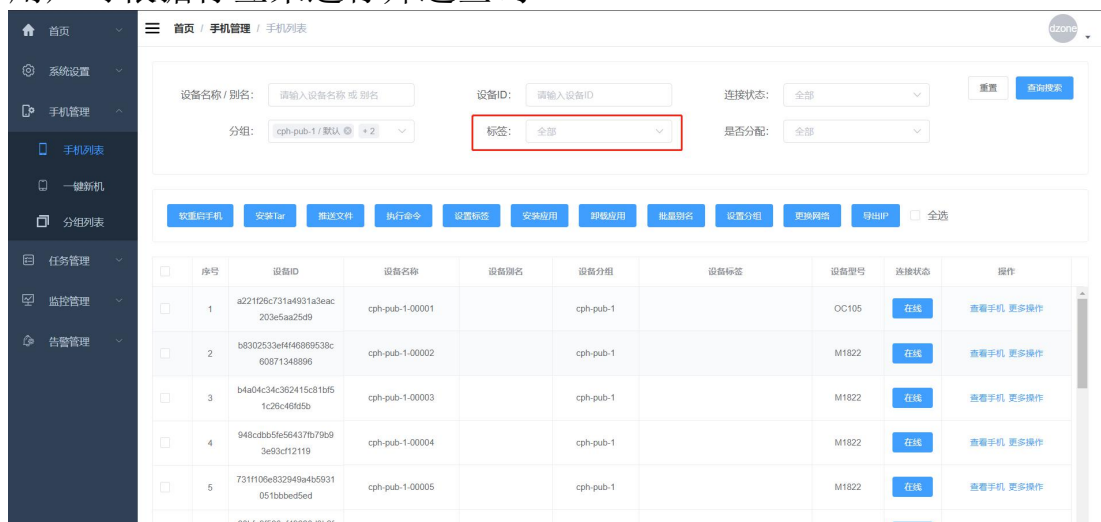 首页
首页 / 手机管理 / 手机列表
dzone
系统设置
手机管理
手机列表
一键新机
分组列表
任务管理
监控管理
告警管理
设备名称 / 别名： 请输入设备名称 或 别名 设备ID： 请输入设备ID 连接状态： 全部 重置 查询搜索
分组： cph-pub-1 / 默认 + 2 标签： 全部 是否分配： 全部
软重启手机 安装Tar 推送文件 执行命令 设置标签 安装应用 卸载应用 批量别名 设置分组 更换网络 导出IP 全选
序号 设备ID 设备名称 设备别名 设备分组 设备标签 设备型号 连接状态 操作
1 a221f26c731a4931a3eac203e5aa25d9 cph-pub-1-00001 cph-pub-1 OC105 在线 查看手机 更多操作
2 b8302533ef4f46869538c60871348896 cph-pub-1-00002 cph-pub-1 M1822 在线 查看手机 更多操作
3 b4a04c34c362415c81bf51c26c46fd5b cph-pub-1-00003 cph-pub-1 M1822 在线 查看手机 更多操作
4 948cdbb5fe56437fb79b93e93cf12119 cph-pub-1-00004 cph-pub-1 M1822 在线 查看手机 更多操作
5 731f106e832949a4b5931051bbbed5ed cph-pub-1-00005 cph-pub-1 M1822 在线 查看手机 更多操作